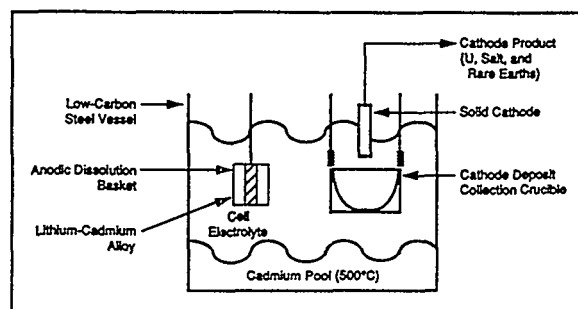 Cathode Product
(U, Salt, and
Rare Earths)
Low-Carbon
Steel Vessel
Solid Cathode
Anodic Dissolution
Basket
Cathode Deposit
Collection Crucible
Lithium-Cadmium
Alloy
Cell
Electrolyte
Cadmium Pool (500°C)